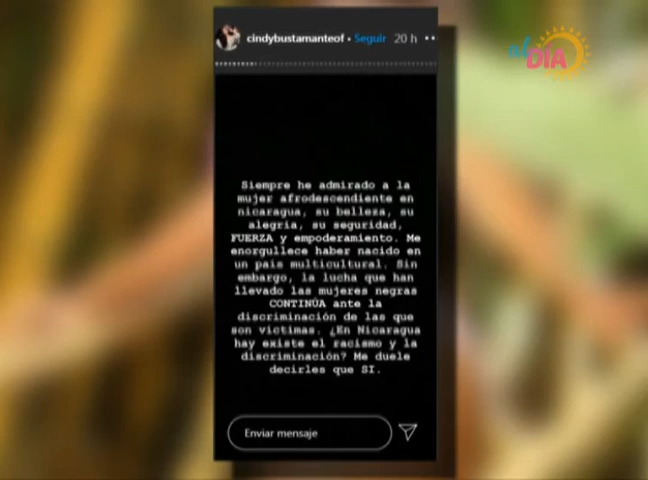 cindybustamanteof • Seguir 20 h
al
DÍA
Siempre he admirado a la
mujer afrodescendiente en
nicaragua, su belleza, su
alegría, su seguridad,
FUERZA y empoderamiento. Me
enorgullece haber nacido en
un país multicultural. Sin
embargo, la lucha que han
llevado las mujeres negras
CONTINÚA ante la
discriminación de las que
son víctimas. ¿En Nicaragua
hay existe el racismo y la
discriminación? Me duele
decirles que SI.
Enviar mensaje